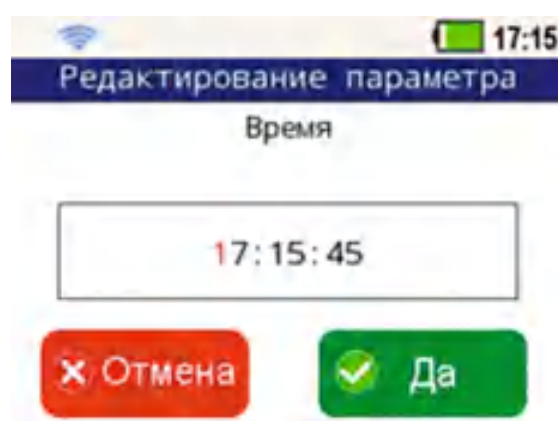 17:15
Редактирование параметра
Время
17:15:45
Отмена
Да